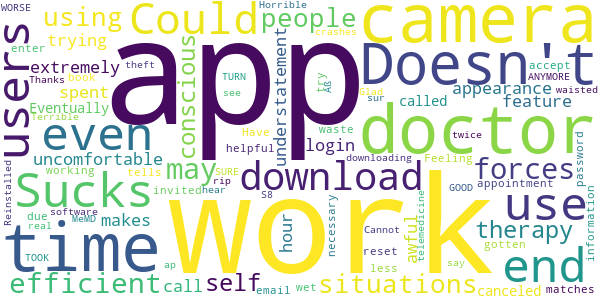 WORSE
Horrible
users
using
Could
people
camera
enter
trying
crashes
Thanks
book
theft
TURN
accept
extremely
conscious
app
understatement
try
Aß
Doesn't
ANYMORE
spent
see
appearance
waisted
Eventually
Have
sur
Glad
called
feature
Terrible
even
helpful
login
waste
doctor
twice
password
uncomfortable
may
downloading
Feeling
working
tells
SURE
download
forces
Reinstalled
Sucks
invited
hear
rip
S8
GOOD
appointment
use
due
software
makes
work
hour
necessary
Cannot
awful
telemedicine
gotten
therapy
information
real
MeMD
time
reset
TOOK
efficient
self
less
situations
end
ap
call
email
wet
say
canceled
matches